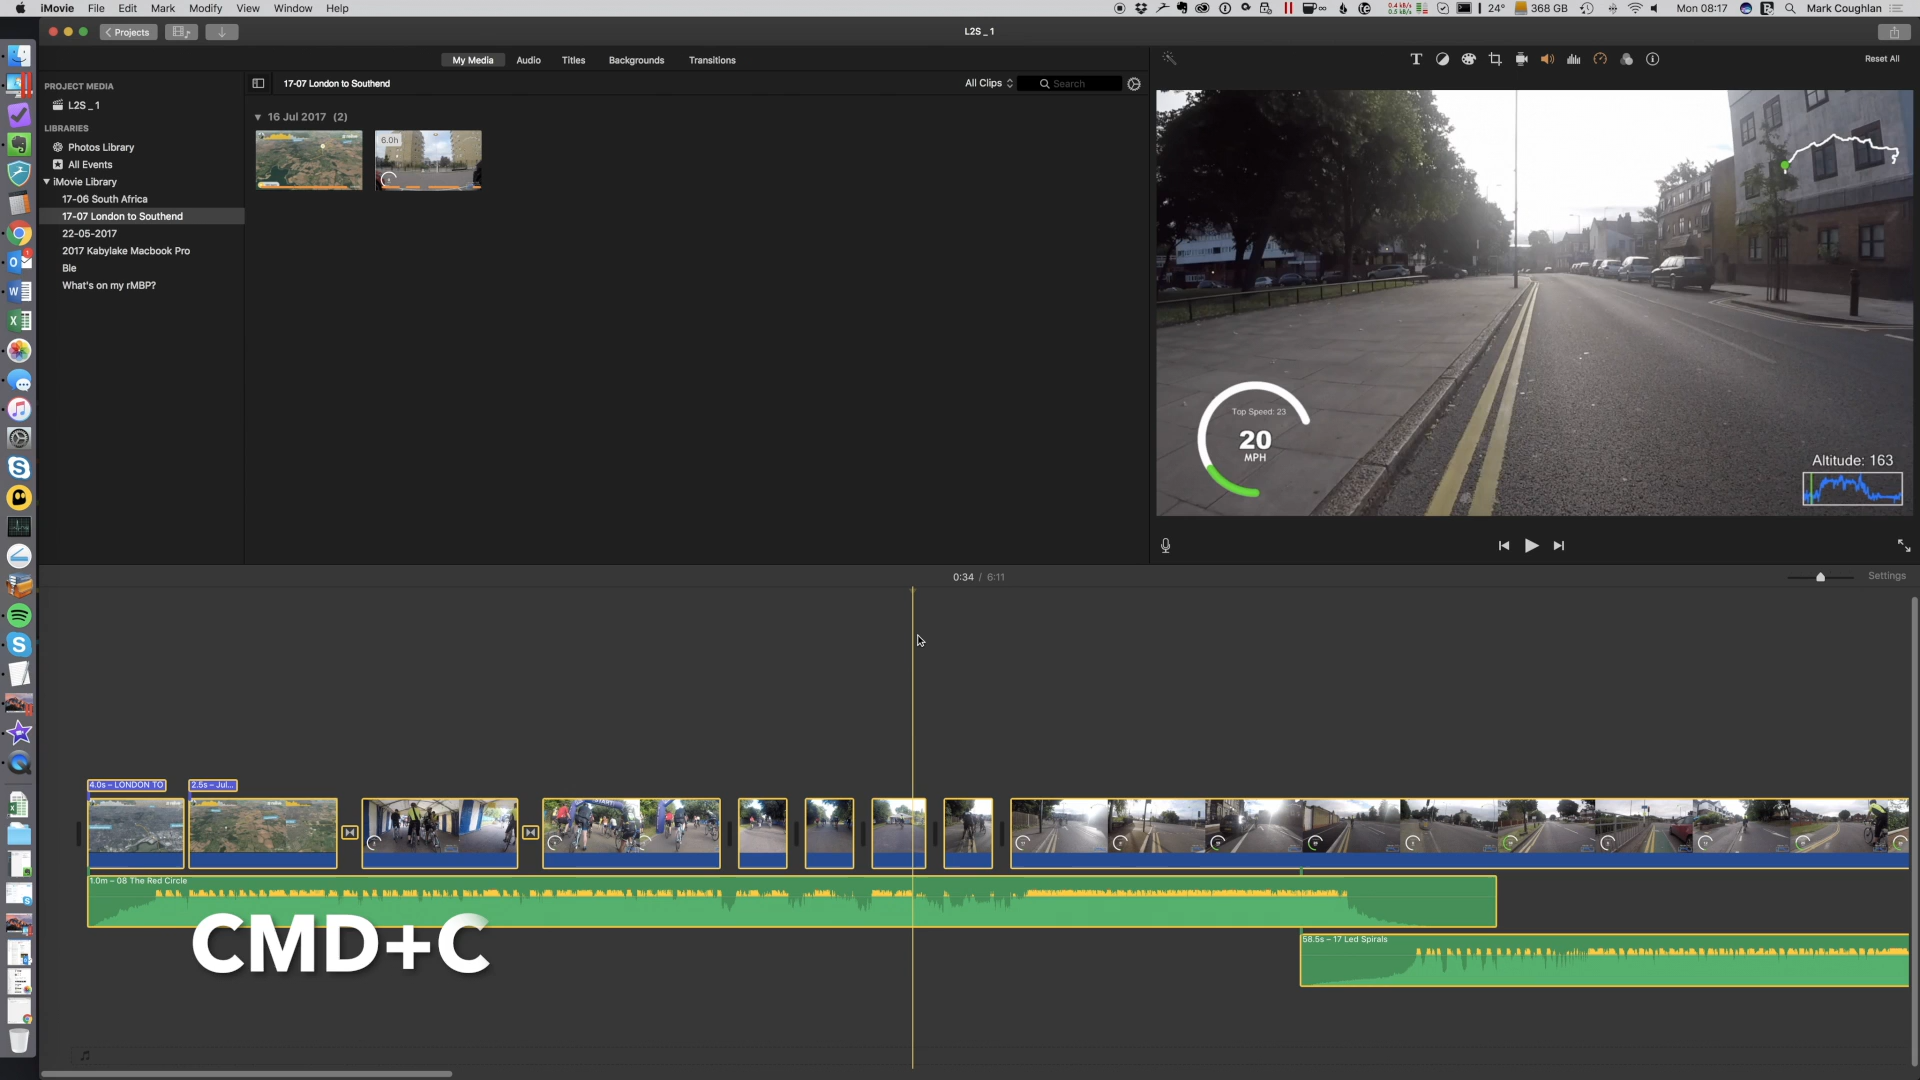 iMovie File Edit Mark Modify View Window Help
24° 368 GB Mon 08:17 Mark Coughlan
Projects
L2S _ 1
My Media Audio Titles Backgrounds Transitions
Reset All
PROJECT MEDIA
L2S _ 1
LIBRARIES
Photos Library
All Events
iMovie Library
17-06 South Africa
17-07 London to Southend
22-05-2017
2017 Kabylake Macbook Pro
Ble
What's on my rMBP?
17-07 London to Southend
All Clips
Search
16 Jul 2017 (2)
6.0h
Top Speed: 23
20
MPH
Altitude: 163
0:34 / 6:11
Settings
4.0s – LONDON TO
2.5s – Jul...
1.0m – 08 The Red Circle
58.5s – 17 Led Spirals
CMD+C